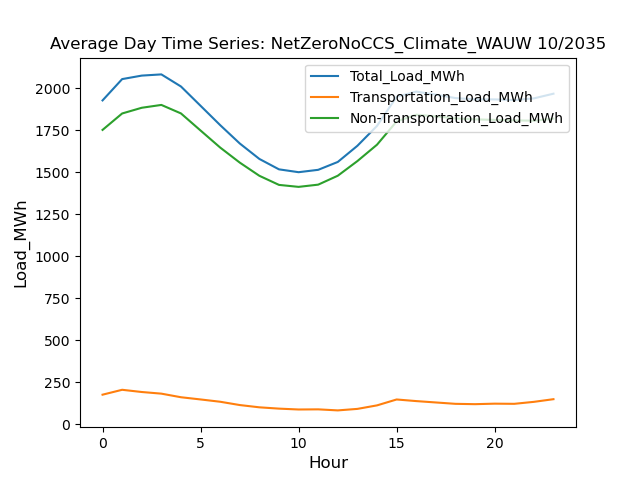 Average Day Time Series: NetZeroNoCCS_Climate_WAUW 10/2035
Total_Load_MWh
Transportation_Load_MWh
Non-Transportation_Load_MWh
Load_MWh
2000
1750
1500
1250
1000
750
500
250
0
0 5 10 15 20
Hour